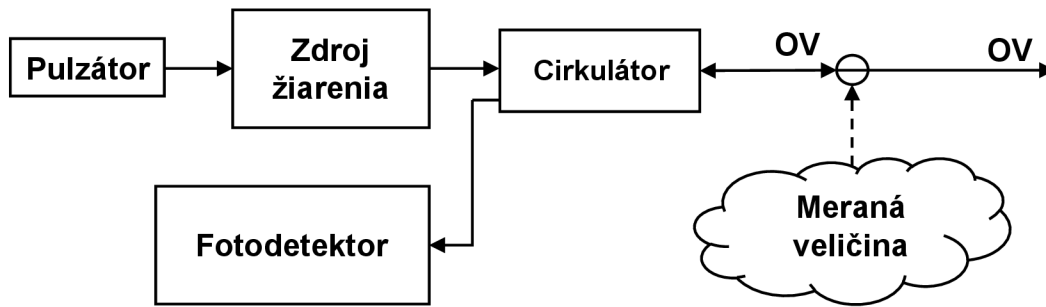 Pulzátor
Zdroj
žiarenia
Cirkulátor
OV
OV
Fotodetektor
Meraná
veličina